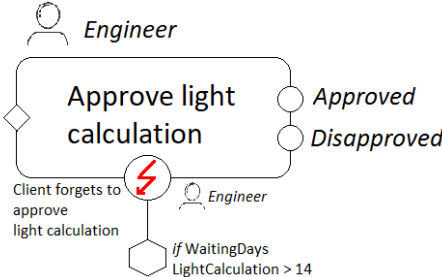 Engineer
Approve light
calculation
Approved
Disapproved
Client forgets to
approve
light calculation
Engineer
if WaitingDays
LightCalculation > 14